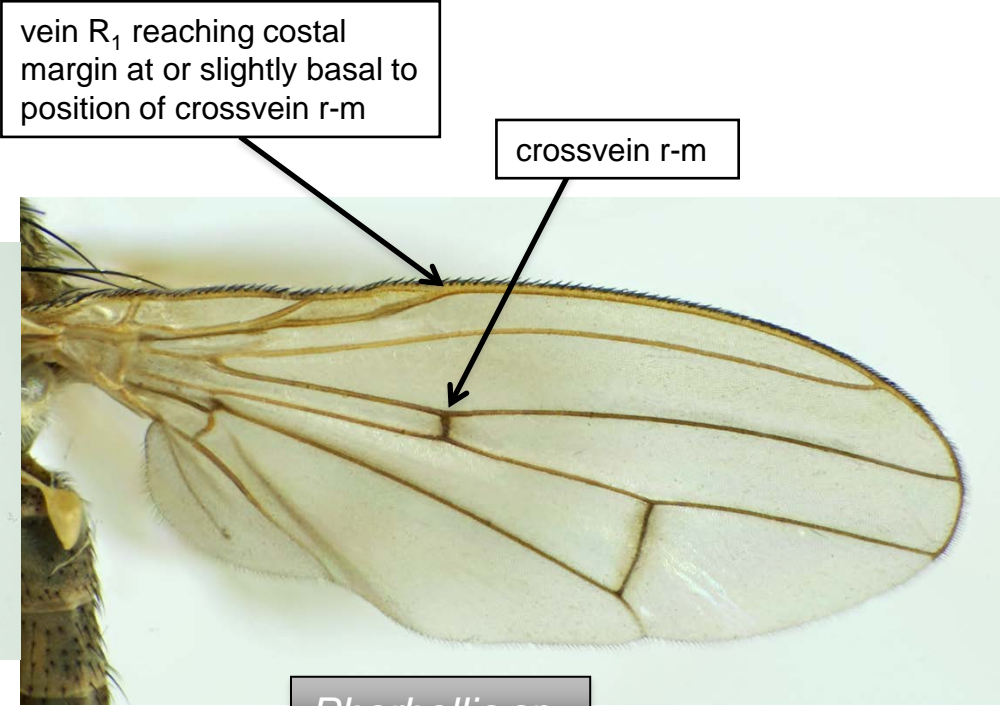 vein R₁ reaching costal
margin at or slightly basal to
position of crossvein r-m
crossvein r-m